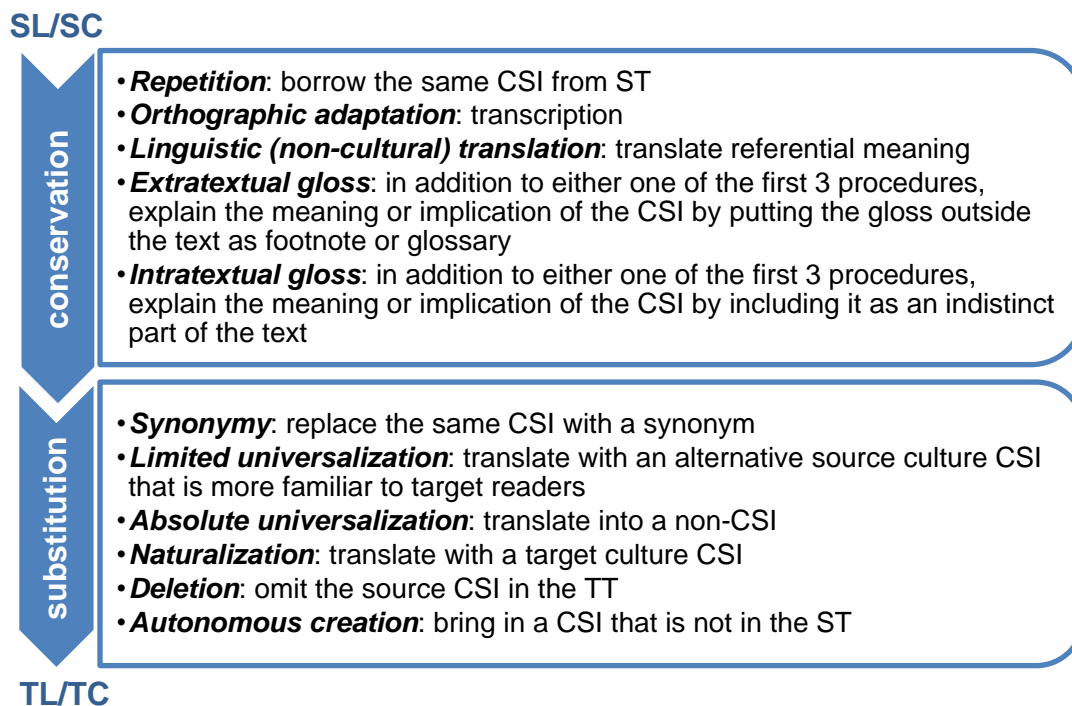 SL/SC
conservation
•Repetition: borrow the same CSI from ST
•Orthographic adaptation: transcription
•Linguistic (non-cultural) translation: translate referential meaning
•Extratextual gloss: in addition to either one of the first 3 procedures,
explain the meaning or implication of the CSI by putting the gloss outside
the text as footnote or glossary
•Intratextual gloss: in addition to either one of the first 3 procedures,
explain the meaning or implication of the CSI by including it as an indistinct
part of the text
substitution
•Synonymy: replace the same CSI with a synonym
•Limited universalization: translate with an alternative source culture CSI
that is more familiar to target readers
•Absolute universalization: translate into a non-CSI
•Naturalization: translate with a target culture CSI
•Deletion: omit the source CSI in the TT
•Autonomous creation: bring in a CSI that is not in the ST
TL/TC